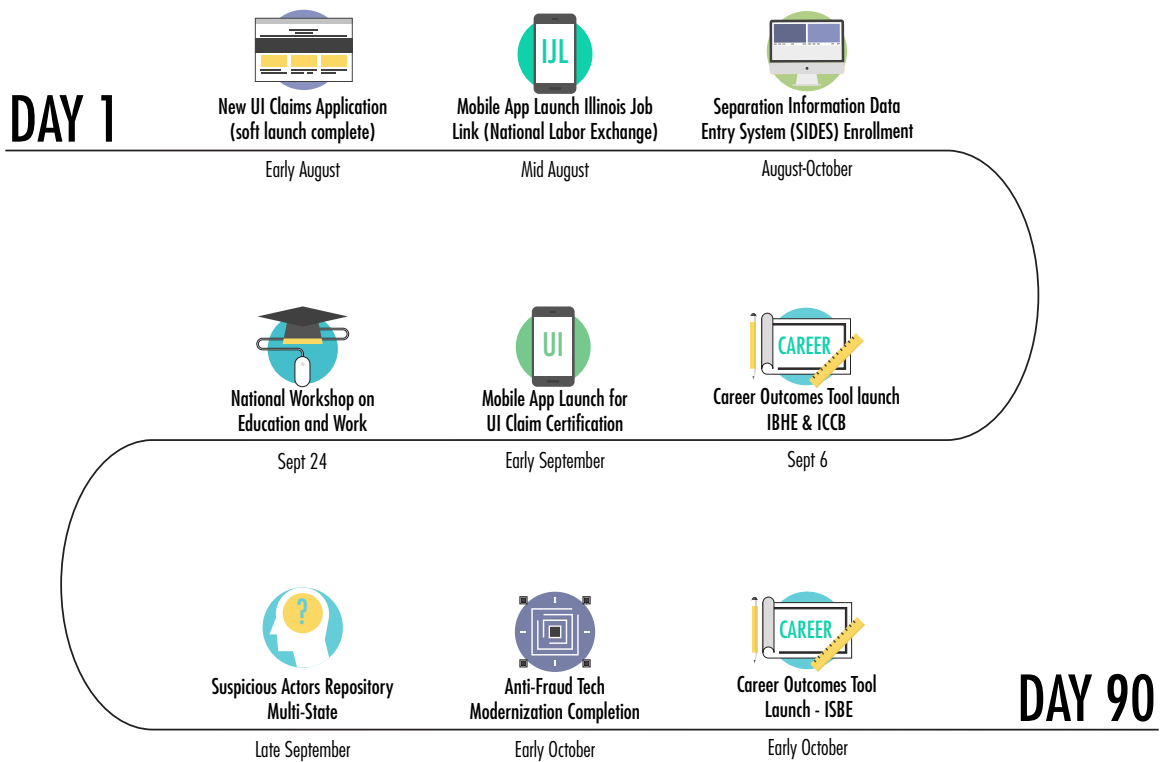 DAY 1
IJL
New UI Claims Application
(soft launch complete)
Early August
Mobile App Launch Illinois Job
Link (National Labor Exchange)
Mid August
Separation Information Data
Entry System (SIDES) Enrollment
August-October
National Workshop on
Education and Work
Sept 24
UI
Mobile App Launch for
UI Claim Certification
Early September
CAREER
Career Outcomes Tool launch
IBHE & ICCB
Sept 6
?
Suspicious Actors Repository
Multi-State
Late September
Anti-Fraud Tech
Modernization Completion
Early October
CAREER
Career Outcomes Tool
Launch - ISBE
Early October
DAY 90